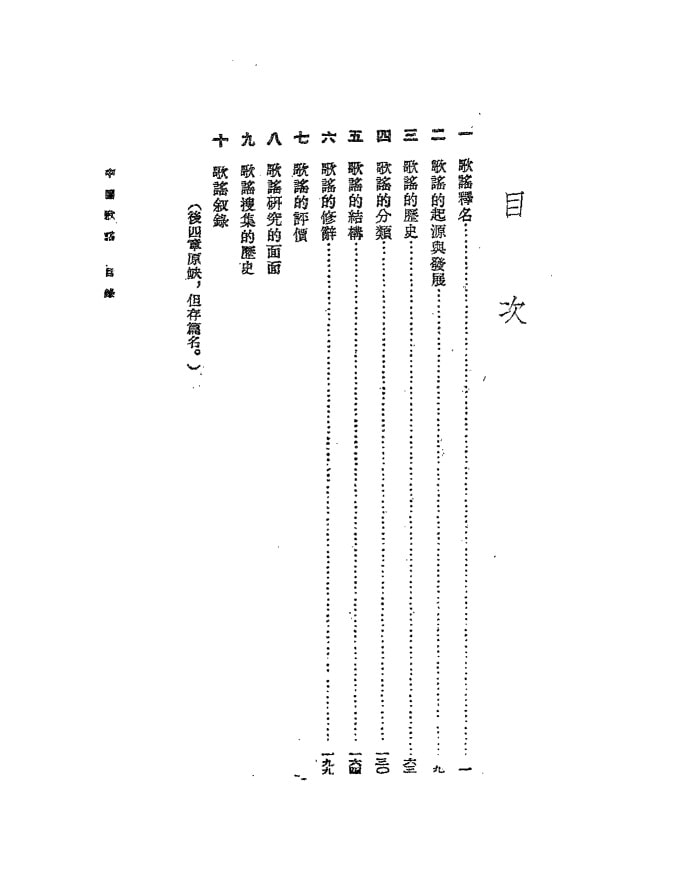 目次
一 歌謠釋名……一
二 歌謠的起源與發展……九
三 歌謠的歷史……六三
四 歌謠的分類……一三〇
五 歌謠的結構……一六四
六 歌謠的修辭……一九九
七 歌謠的評價
八 歌謠研究的面面
九 歌謠搜集的歷史
十 歌謠叙錄
（後四章原缺，但存篇名。）
中國歌謠 目錄